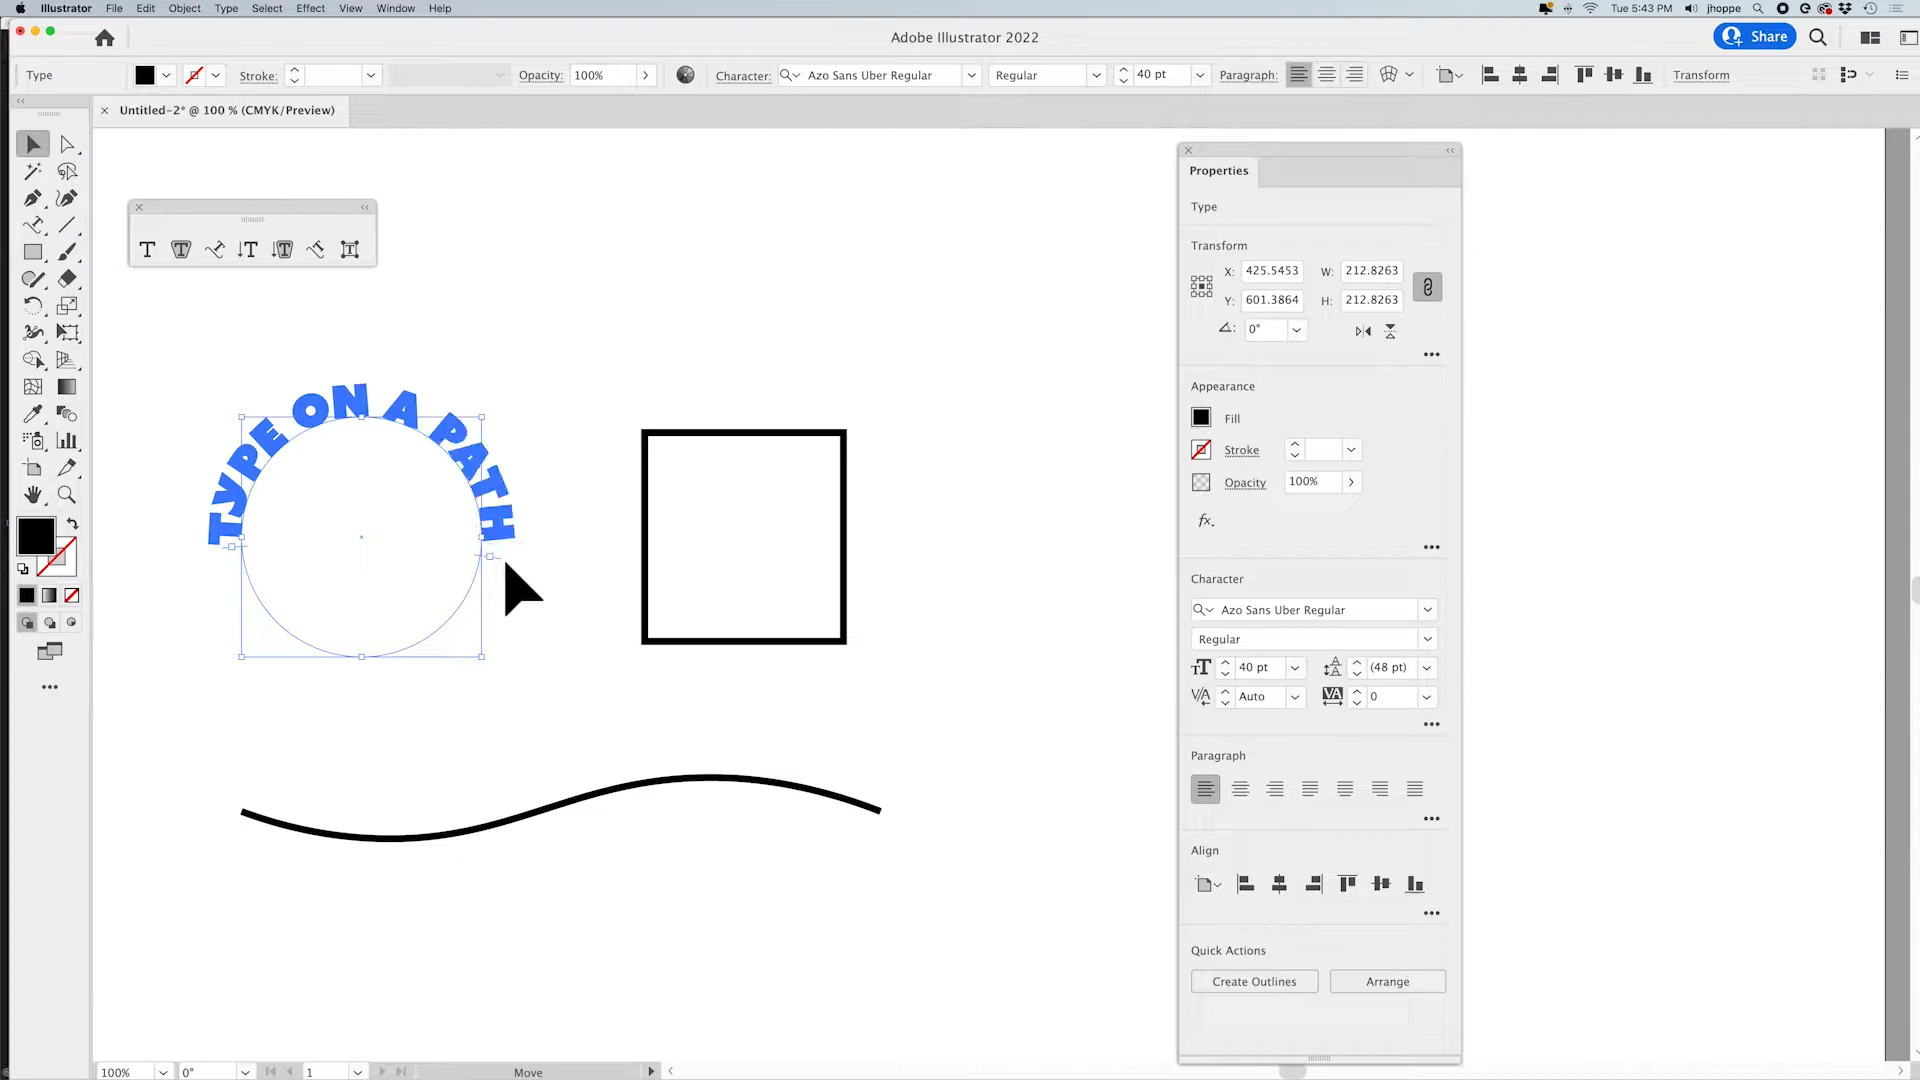 Illustrator File Edit Object Type Select Effect View Window Help Tue 5:43 PM jhoppe
Adobe Illustrator 2022 Share
Type Stroke: Opacity: 100% Character: Azo Sans Uber Regular Regular 40 pt Paragraph: Transform
Untitled-2* @ 100 % (CMYK/Preview)
Properties
Type
Transform
X: 425.5453 W: 212.8263
Y: 601.3864 H: 212.8263
0°
Appearance
Fill
Stroke
Opacity 100%
fx.
Character
Azo Sans Uber Regular
Regular
40 pt (48 pt)
Auto 0
Paragraph
Align
Quick Actions
Create Outlines Arrange
TYPE ON A PATH
100% 0° 1 Move